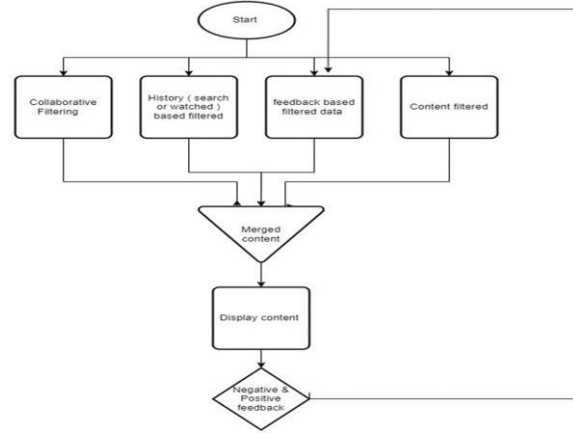 Start
Collaborative
Filtering
History ( search
or watched )
based filtered
feedback based
filtered data
Content filtered
Merged
content
Display content
Negative &
Positive
feedback